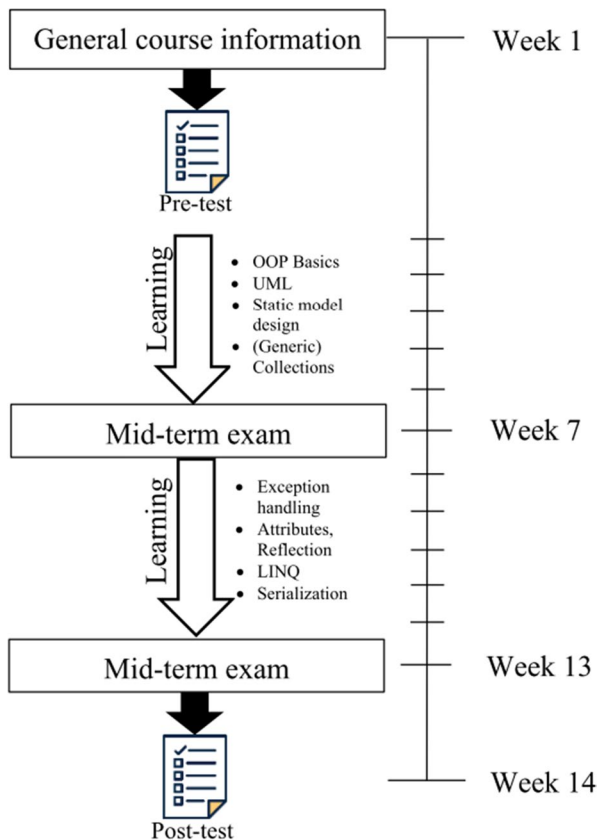 General course information
Week 1
Pre-test
Learning
• OOP Basics
• UML
• Static model
design
• (Generic)
Collections
Mid-term exam
Week 7
Learning
• Exception
handling
• Attributes,
Reflection
• LINQ
• Serialization
Mid-term exam
Week 13
Week 14
Post-test